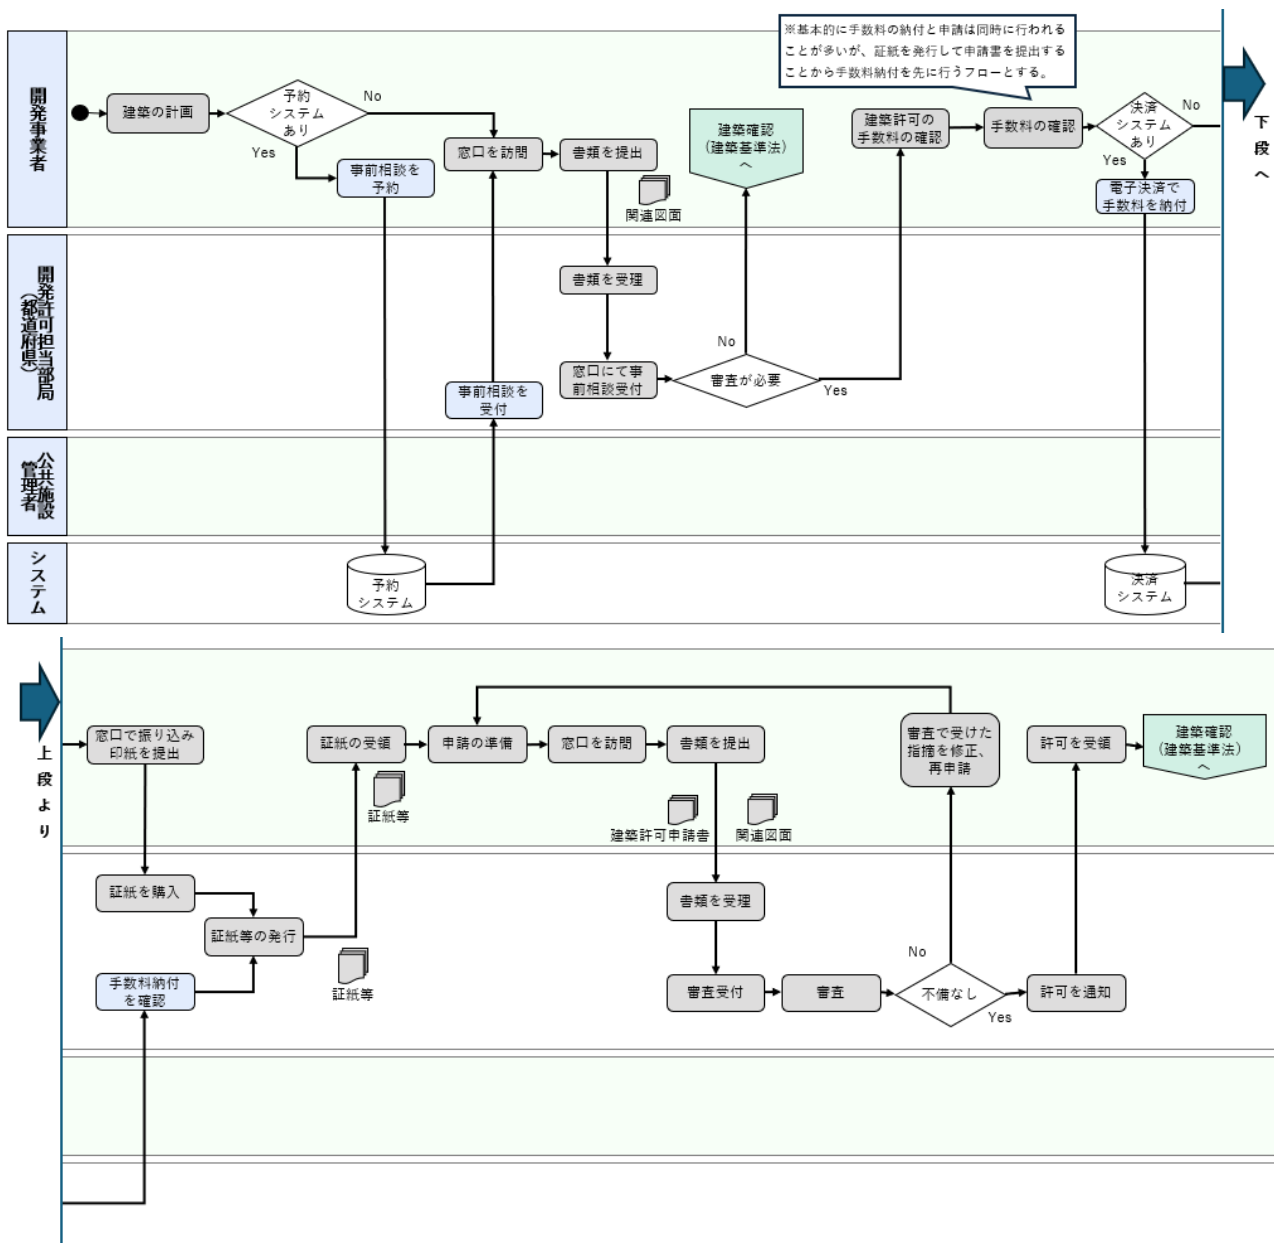 ※基本的に手数料の納付と申請は同時に行われる
ことが多いが、証紙を発行して申請書を提出する
ことから手数料納付を先に行うフローとする。
開発事業者
建築の計画
予約
システム
あり
No
Yes
事前相談を
予約
窓口を訪問
書類を提出
関連図面
建築確認
(建築基準法)
へ
建築許可の
手数料の確認
手数料の確認
決済
システム
あり
No
Yes
電子決済で
手数料を納付
下段へ
開発許可担当部局
(都道府県)
書類を受理
窓口にて事
前相談受付
事前相談を
受付
No
審査が必要
Yes
公共施設
管理者
システム
予約
システム
決済
システム
上段より
窓口で振り込み
印紙を提出
証紙の受領
証紙等
申請の準備
窓口を訪問
書類を提出
建築許可申請書
関連図面
審査で受けた
指摘を修正、
再申請
許可を受領
建築確認
(建築基準法)
へ
証紙を購入
証紙等の発行
証紙等
手数料納付
を確認
書類を受理
審査受付
審査
No
不備なし
Yes
許可を通知